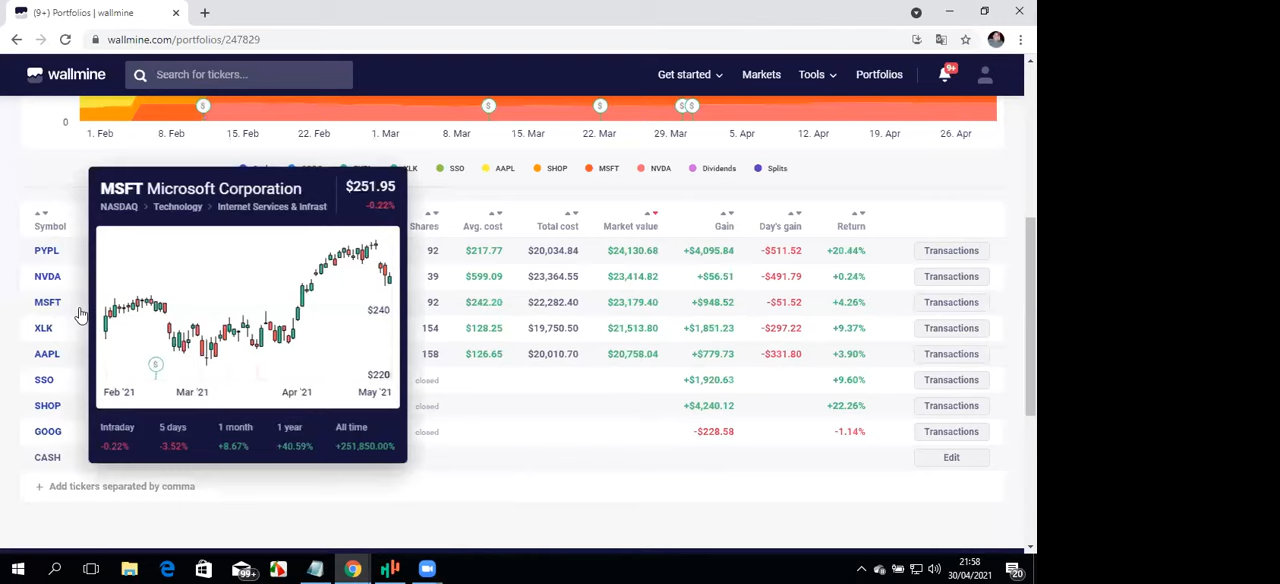 (9+) Portfolios | wallmine
wallmine.com/portfolios/247829
wallmine Search for tickers... Get started Markets Tools Portfolios 9+
0
1. Feb 8. Feb 15. Feb 22. Feb 1. Mar 8. Mar 15. Mar 22. Mar 29. Mar 5. Apr 12. Apr 19. Apr 26. Apr
XLK SSO AAPL SHOP MSFT NVDA Dividends Splits
MSFT Microsoft Corporation $251.95
NASDAQ > Technology > Internet Services & Infrast -0.22%
$240
$220
Feb '21 Mar '21 Apr '21 May '21
Intraday 5 days 1 month 1 year All time
-0.22% -3.52% +8.67% +40.59% +251,850.00%
Symbol Shares Avg. cost Total cost Market value Gain Day's gain Return
PYPL 92 $217.77 $20,034.84 $24,130.68 +$4,095.84 -$511.52 +20.44% Transactions
NVDA 39 $599.09 $23,364.55 $23,414.82 +$56.51 -$491.79 +0.24% Transactions
MSFT 92 $242.20 $22,282.40 $23,179.40 +$948.52 -$51.52 +4.26% Transactions
XLK 154 $128.25 $19,750.50 $21,513.80 +$1,851.23 -$297.22 +9.37% Transactions
AAPL 158 $126.65 $20,010.70 $20,758.04 +$779.73 -$331.80 +3.90% Transactions
SSO closed +$1,920.63 +9.60% Transactions
SHOP closed +$4,240.12 +22.26% Transactions
GOOG closed -$228.58 -1.14% Transactions
CASH Edit
+ Add tickers separated by comma
99+
21:58
30/04/2021
20